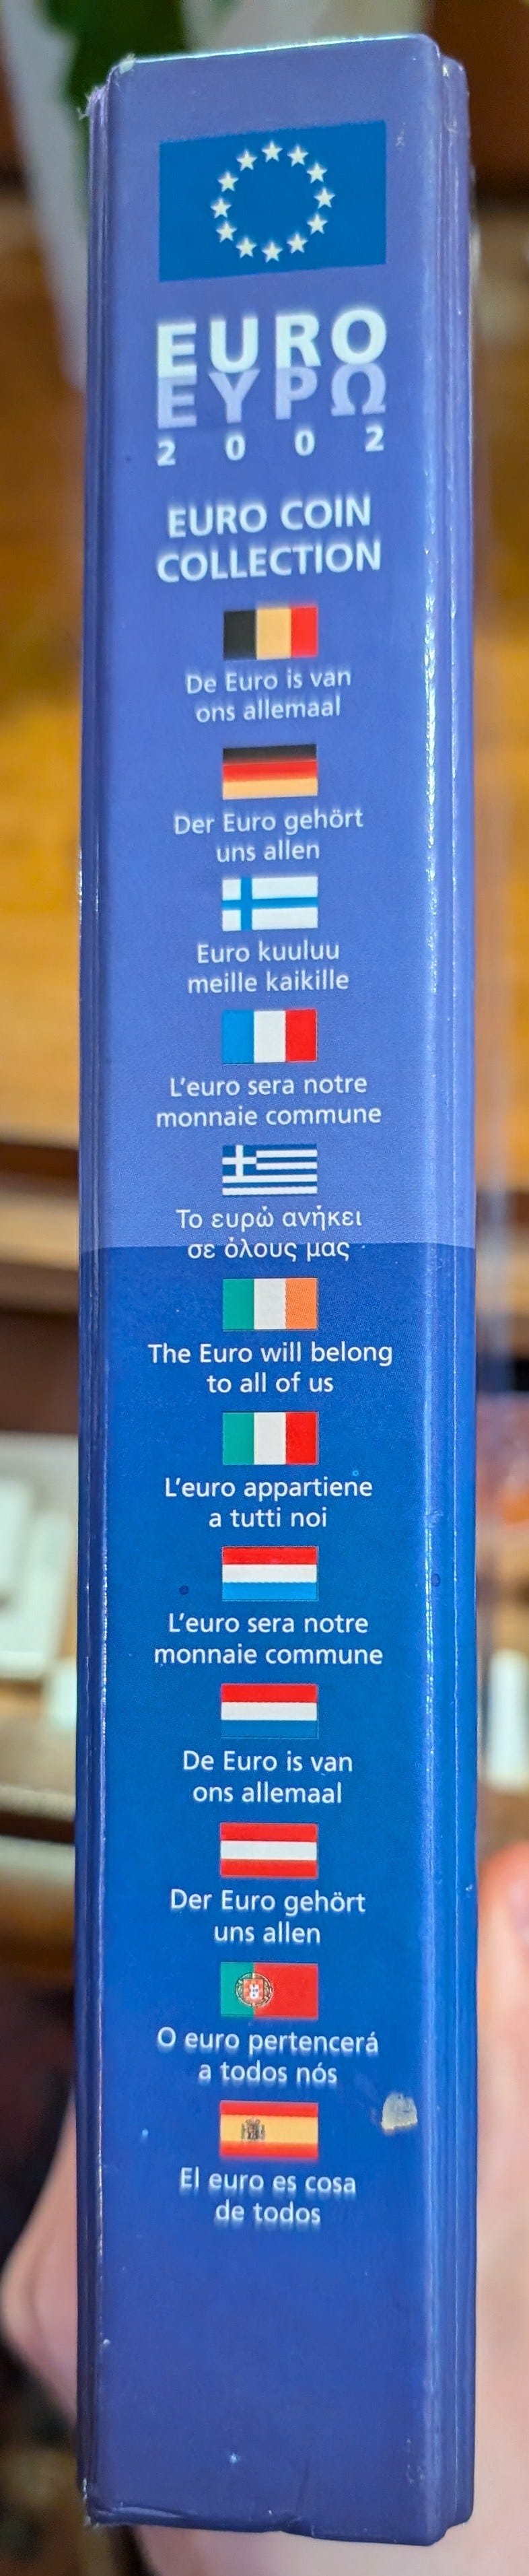 EURO
ΕΥΡΩ
2 0 0 2
EURO COIN
COLLECTION
De Euro is van
ons allemaal
Der Euro gehört
uns allen
Euro kuuluu
meille kaikille
L'euro sera notre
monnaie commune
Το ευρώ ανήκει
σε όλους μας
The Euro will belong
to all of us
L'euro appartiene
a tutti noi
L'euro sera notre
monnaie commune
De Euro is van
ons allemaal
Der Euro gehört
uns allen
O euro pertencerá
a todos nós
El euro es cosa
de todos